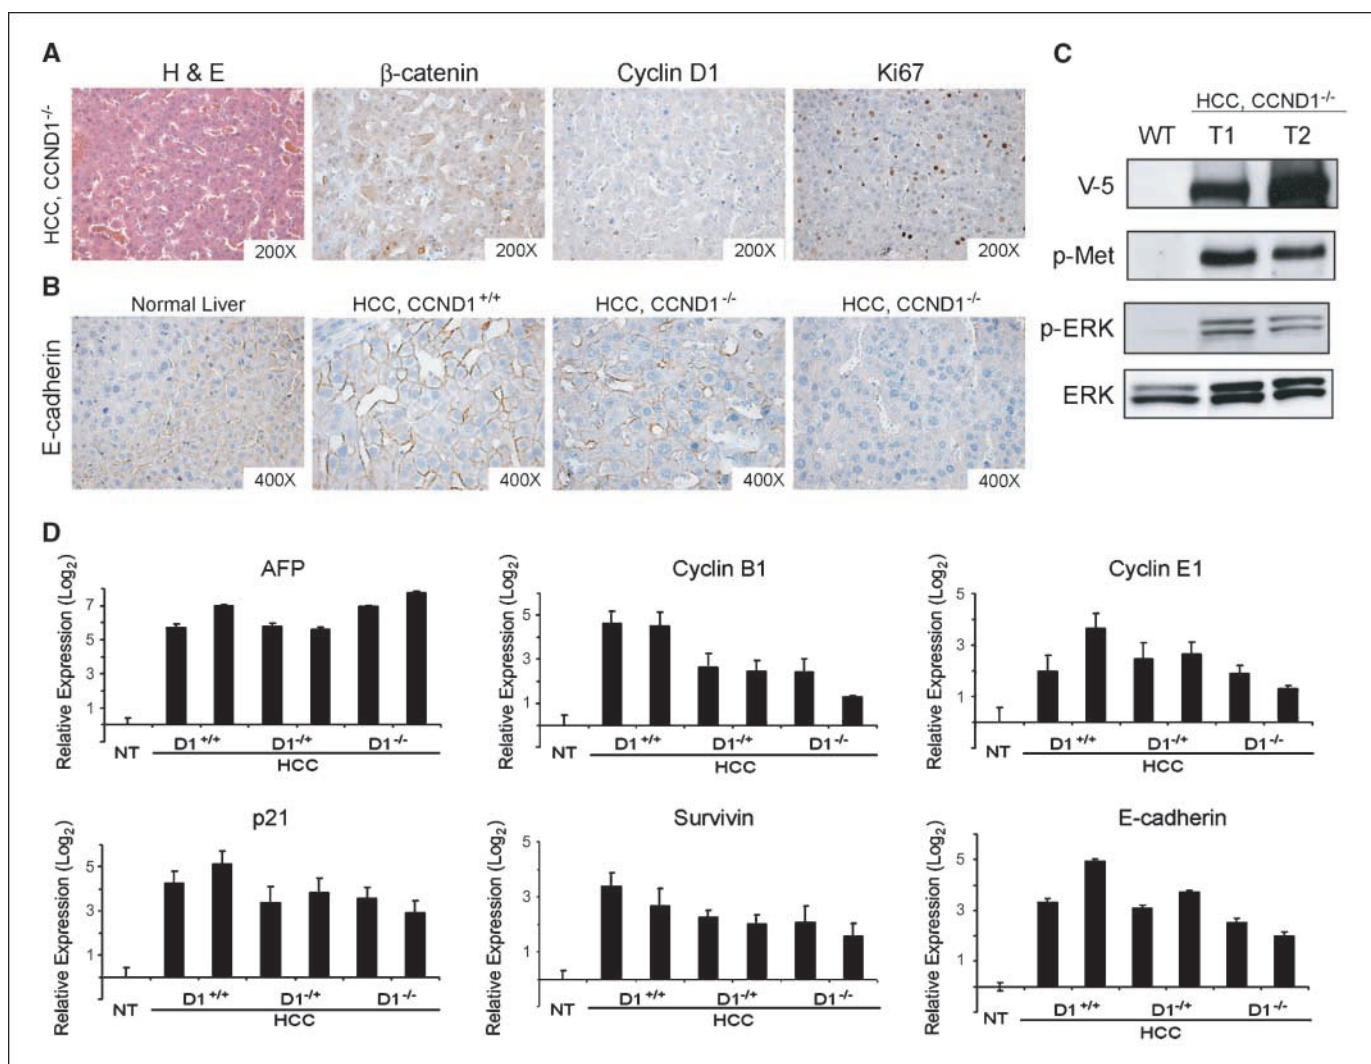 A
H & E
β-catenin
Cyclin D1
Ki67
HCC, CCND1-/-
200X
200X
200X
200X
B
Normal Liver
HCC, CCND1+/+
HCC, CCND1-/-
HCC, CCND1-/-
E-cadherin
400X
400X
400X
400X
C
HCC, CCND1-/-
WT
T1
T2
V-5
p-Met
p-ERK
ERK
D
AFP
Relative Expression (Log2)
7
5
3
1
NT
D1+/+
D1-/+
D1-/-
HCC
Cyclin B1
Relative Expression (Log2)
5
3
1
NT
D1+/+
D1-/+
D1-/-
HCC
Cyclin E1
Relative Expression (Log2)
5
3
1
NT
D1+/+
D1-/+
D1-/-
HCC
p21
Relative Expression (Log2)
5
3
1
NT
D1+/+
D1-/+
D1-/-
HCC
Survivin
Relative Expression (Log2)
5
3
1
NT
D1+/+
D1-/+
D1-/-
HCC
E-cadherin
Relative Expression (Log2)
5
3
1
NT
D1+/+
D1-/+
D1-/-
HCC